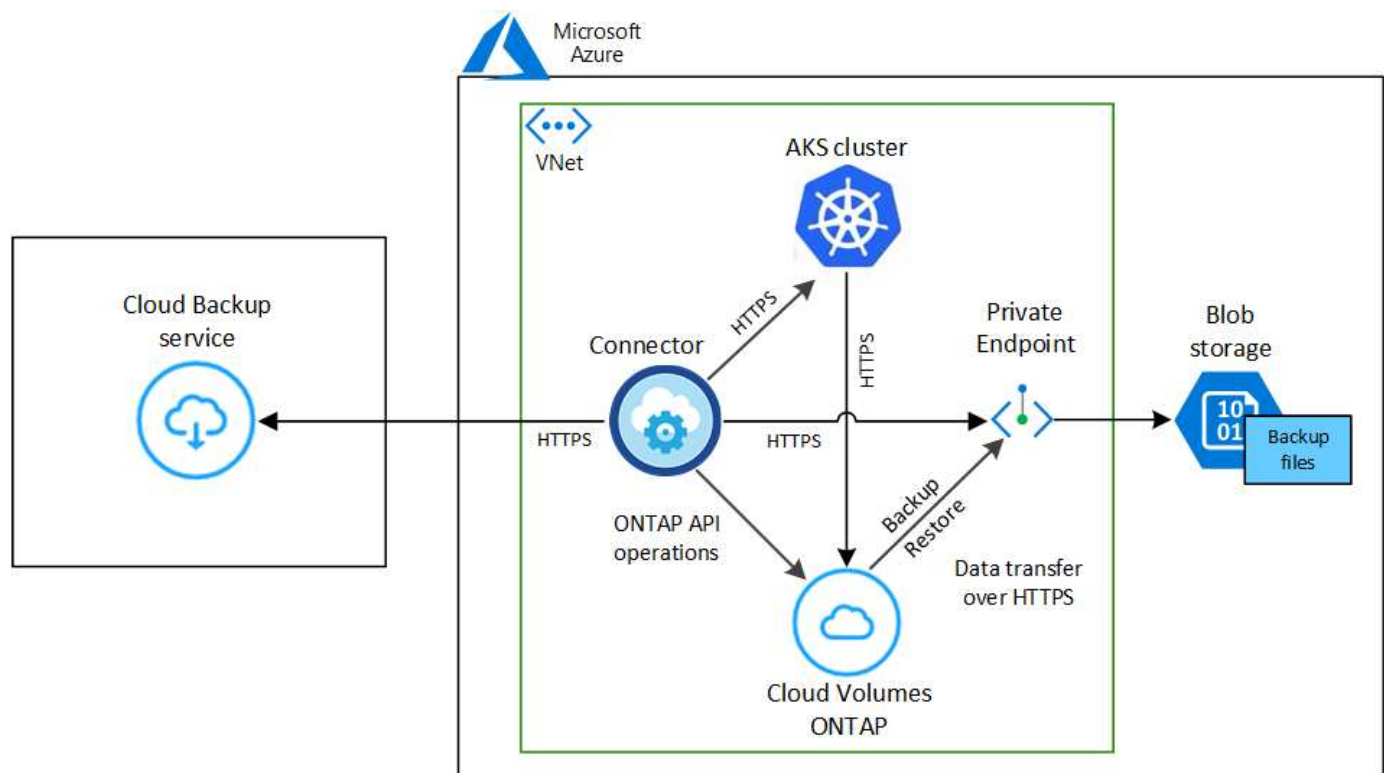 Microsoft
Azure
VNet
AKS cluster
Cloud Backup
service
Connector
HTTPS
HTTPS
Private
Endpoint
Blob
storage
HTTPS
HTTPS
10
01
Backup
files
ONTAP API
operations
Backup
Restore
Data transfer
over HTTPS
Cloud Volumes
ONTAP